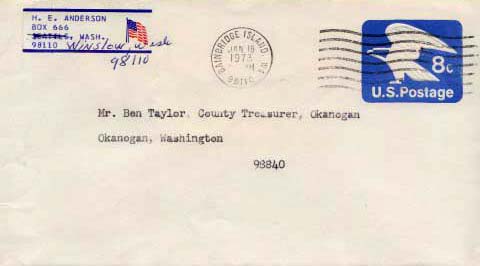 H. E. ANDERSON
BOX 666
SEATTLE, WASH.
98110 Winslow, Wash
98110
BAINBRIDGE ISLAND
JAN 18
1973
98110
8c
U.S. Postage
Mr. Ben Taylor, County Treasurer, Okanogan
Okanogan, Washington
98840